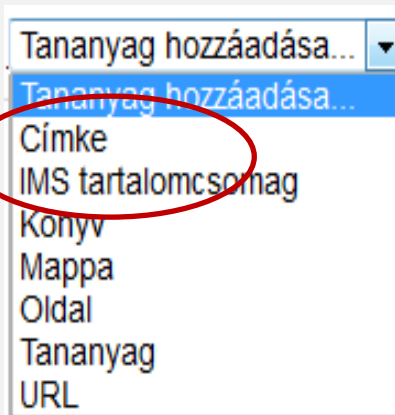 Tananyag hozzáadása...
Tananyag hozzáadása...
Címke
IMS tartalomcsomag
Könyv
Mappa
Oldal
Tananyag
URL